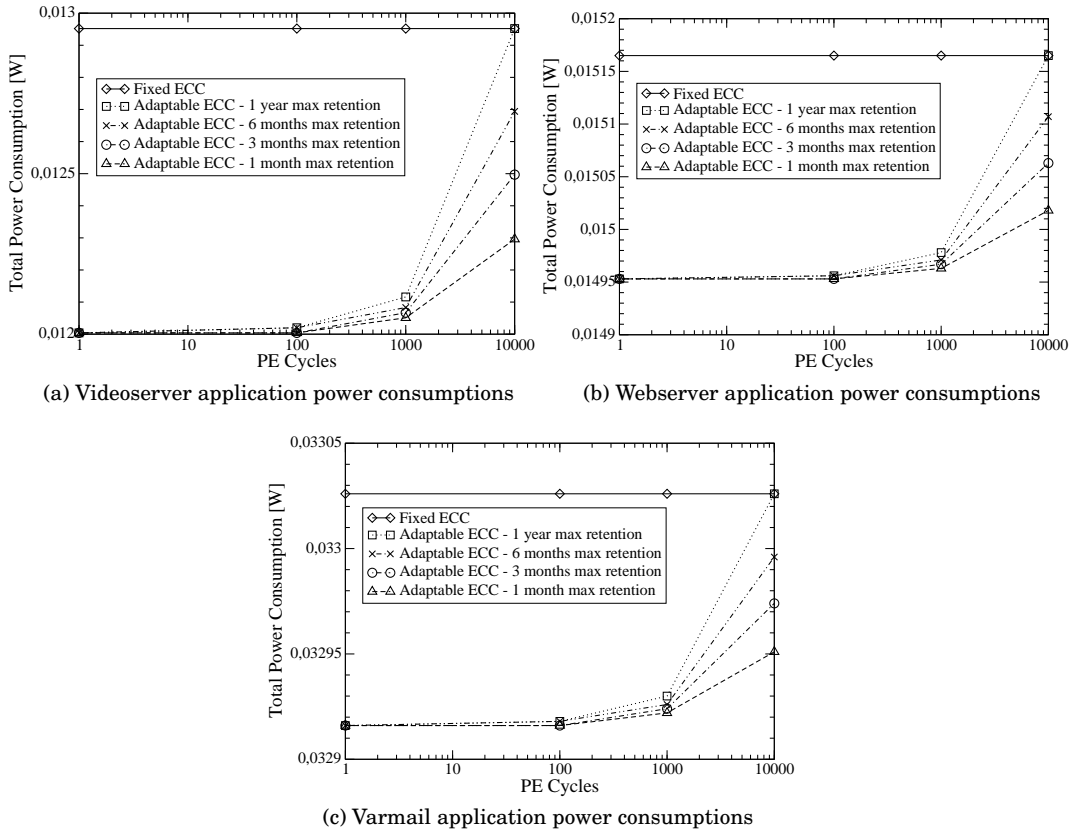 0,013
0,0125
0,012
Total Power Consumption [W]
Fixed ECC
Adaptable ECC - 1 year max retention
Adaptable ECC - 6 months max retention
Adaptable ECC - 3 months max retention
Adaptable ECC - 1 month max retention
1 10 100 1000 10000
PE Cycles
(a) Videoserver application power consumptions
0,0152
0,01515
0,0151
0,01505
0,015
0,01495
0,0149
Total Power Consumption [W]
Fixed ECC
Adaptable ECC - 1 year max retention
Adaptable ECC - 6 months max retention
Adaptable ECC - 3 months max retention
Adaptable ECC - 1 month max retention
1 10 100 1000 10000
PE Cycles
(b) Webserver application power consumptions
0,03305
0,033
0,03295
0,0329
Total Power Consumption [W]
Fixed ECC
Adaptable ECC - 1 year max retention
Adaptable ECC - 6 months max retention
Adaptable ECC - 3 months max retention
Adaptable ECC - 1 month max retention
1 10 100 1000 10000
PE Cycles
(c) Varmail application power consumptions